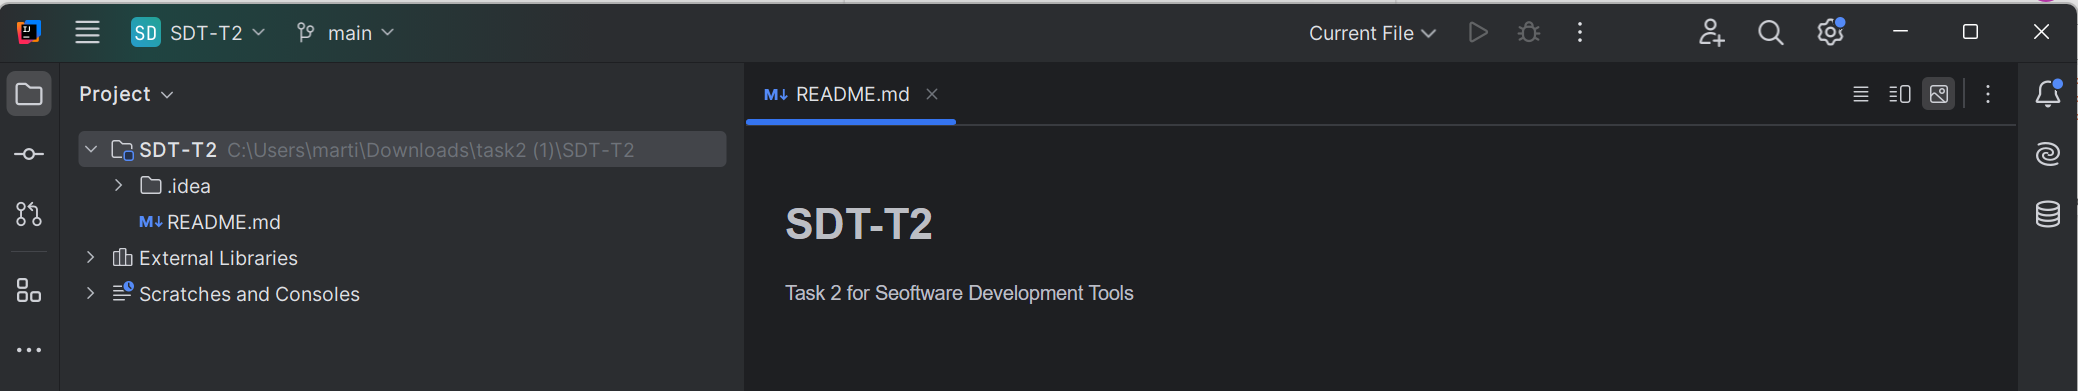 SD SDT-T2 main Current File
Project
README.md
SDT-T2 C:\Users\marti\Downloads\task2 (1)\SDT-T2
.idea
README.md
External Libraries
Scratches and Consoles
SDT-T2
Task 2 for Seoftware Development Tools